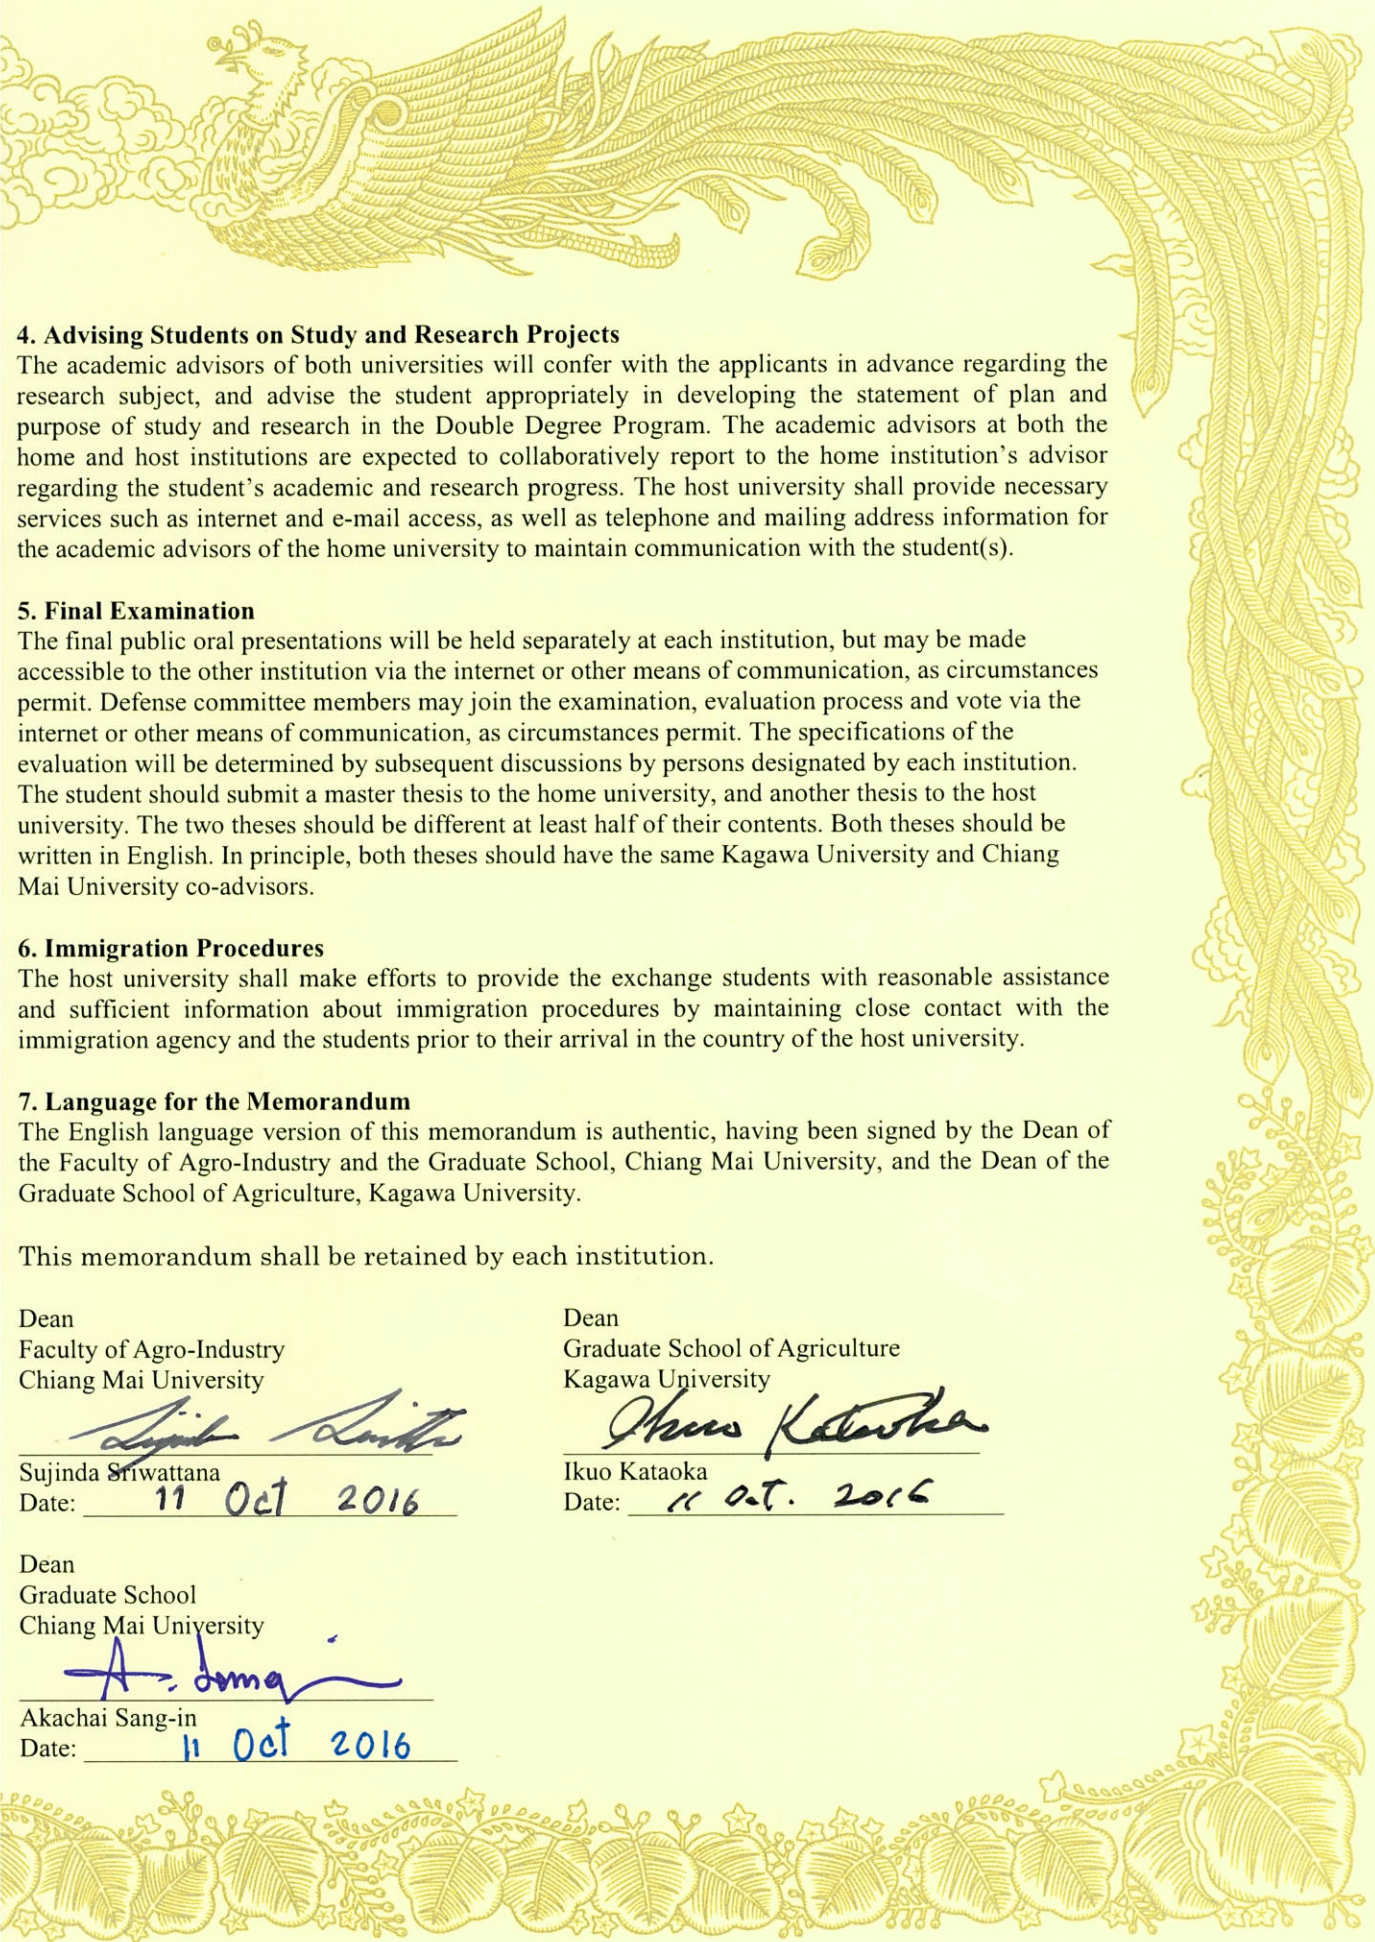 4. Advising Students on Study and Research Projects
The academic advisors of both universities will confer with the applicants in advance regarding the
research subject, and advise the student appropriately in developing the statement of plan and
purpose of study and research in the Double Degree Program. The academic advisors at both the
home and host institutions are expected to collaboratively report to the home institution's advisor
regarding the student's academic and research progress. The host university shall provide necessary
services such as internet and e-mail access, as well as telephone and mailing address information for
the academic advisors of the home university to maintain communication with the student(s).
5. Final Examination
The final public oral presentations will be held separately at each institution, but may be made
accessible to the other institution via the internet or other means of communication, as circumstances
permit. Defense committee members may join the examination, evaluation process and vote via the
internet or other means of communication, as circumstances permit. The specifications of the
evaluation will be determined by subsequent discussions by persons designated by each institution.
The student should submit a master thesis to the home university, and another thesis to the host
university. The two theses should be different at least half of their contents. Both theses should be
written in English. In principle, both theses should have the same Kagawa University and Chiang
Mai University co-advisors.
6. Immigration Procedures
The host university shall make efforts to provide the exchange students with reasonable assistance
and sufficient information about immigration procedures by maintaining close contact with the
immigration agency and the students prior to their arrival in the country of the host university.
7. Language for the Memorandum
The English language version of this memorandum is authentic, having been signed by the Dean of
the Faculty of Agro-Industry and the Graduate School, Chiang Mai University, and the Dean of the
Graduate School of Agriculture, Kagawa University.
This memorandum shall be retained by each institution.
Dean
Faculty of Agro-Industry
Chiang Mai University
Sujinda Sriwattana
Date: 11 Oct 2016
Dean
Graduate School of Agriculture
Kagawa University
Ikuo Kataoka
Ikuo Kataoka
Date: 11 Oct. 2016
Dean
Graduate School
Chiang Mai University
Akachai Sang-in
Date: 11 Oct 2016